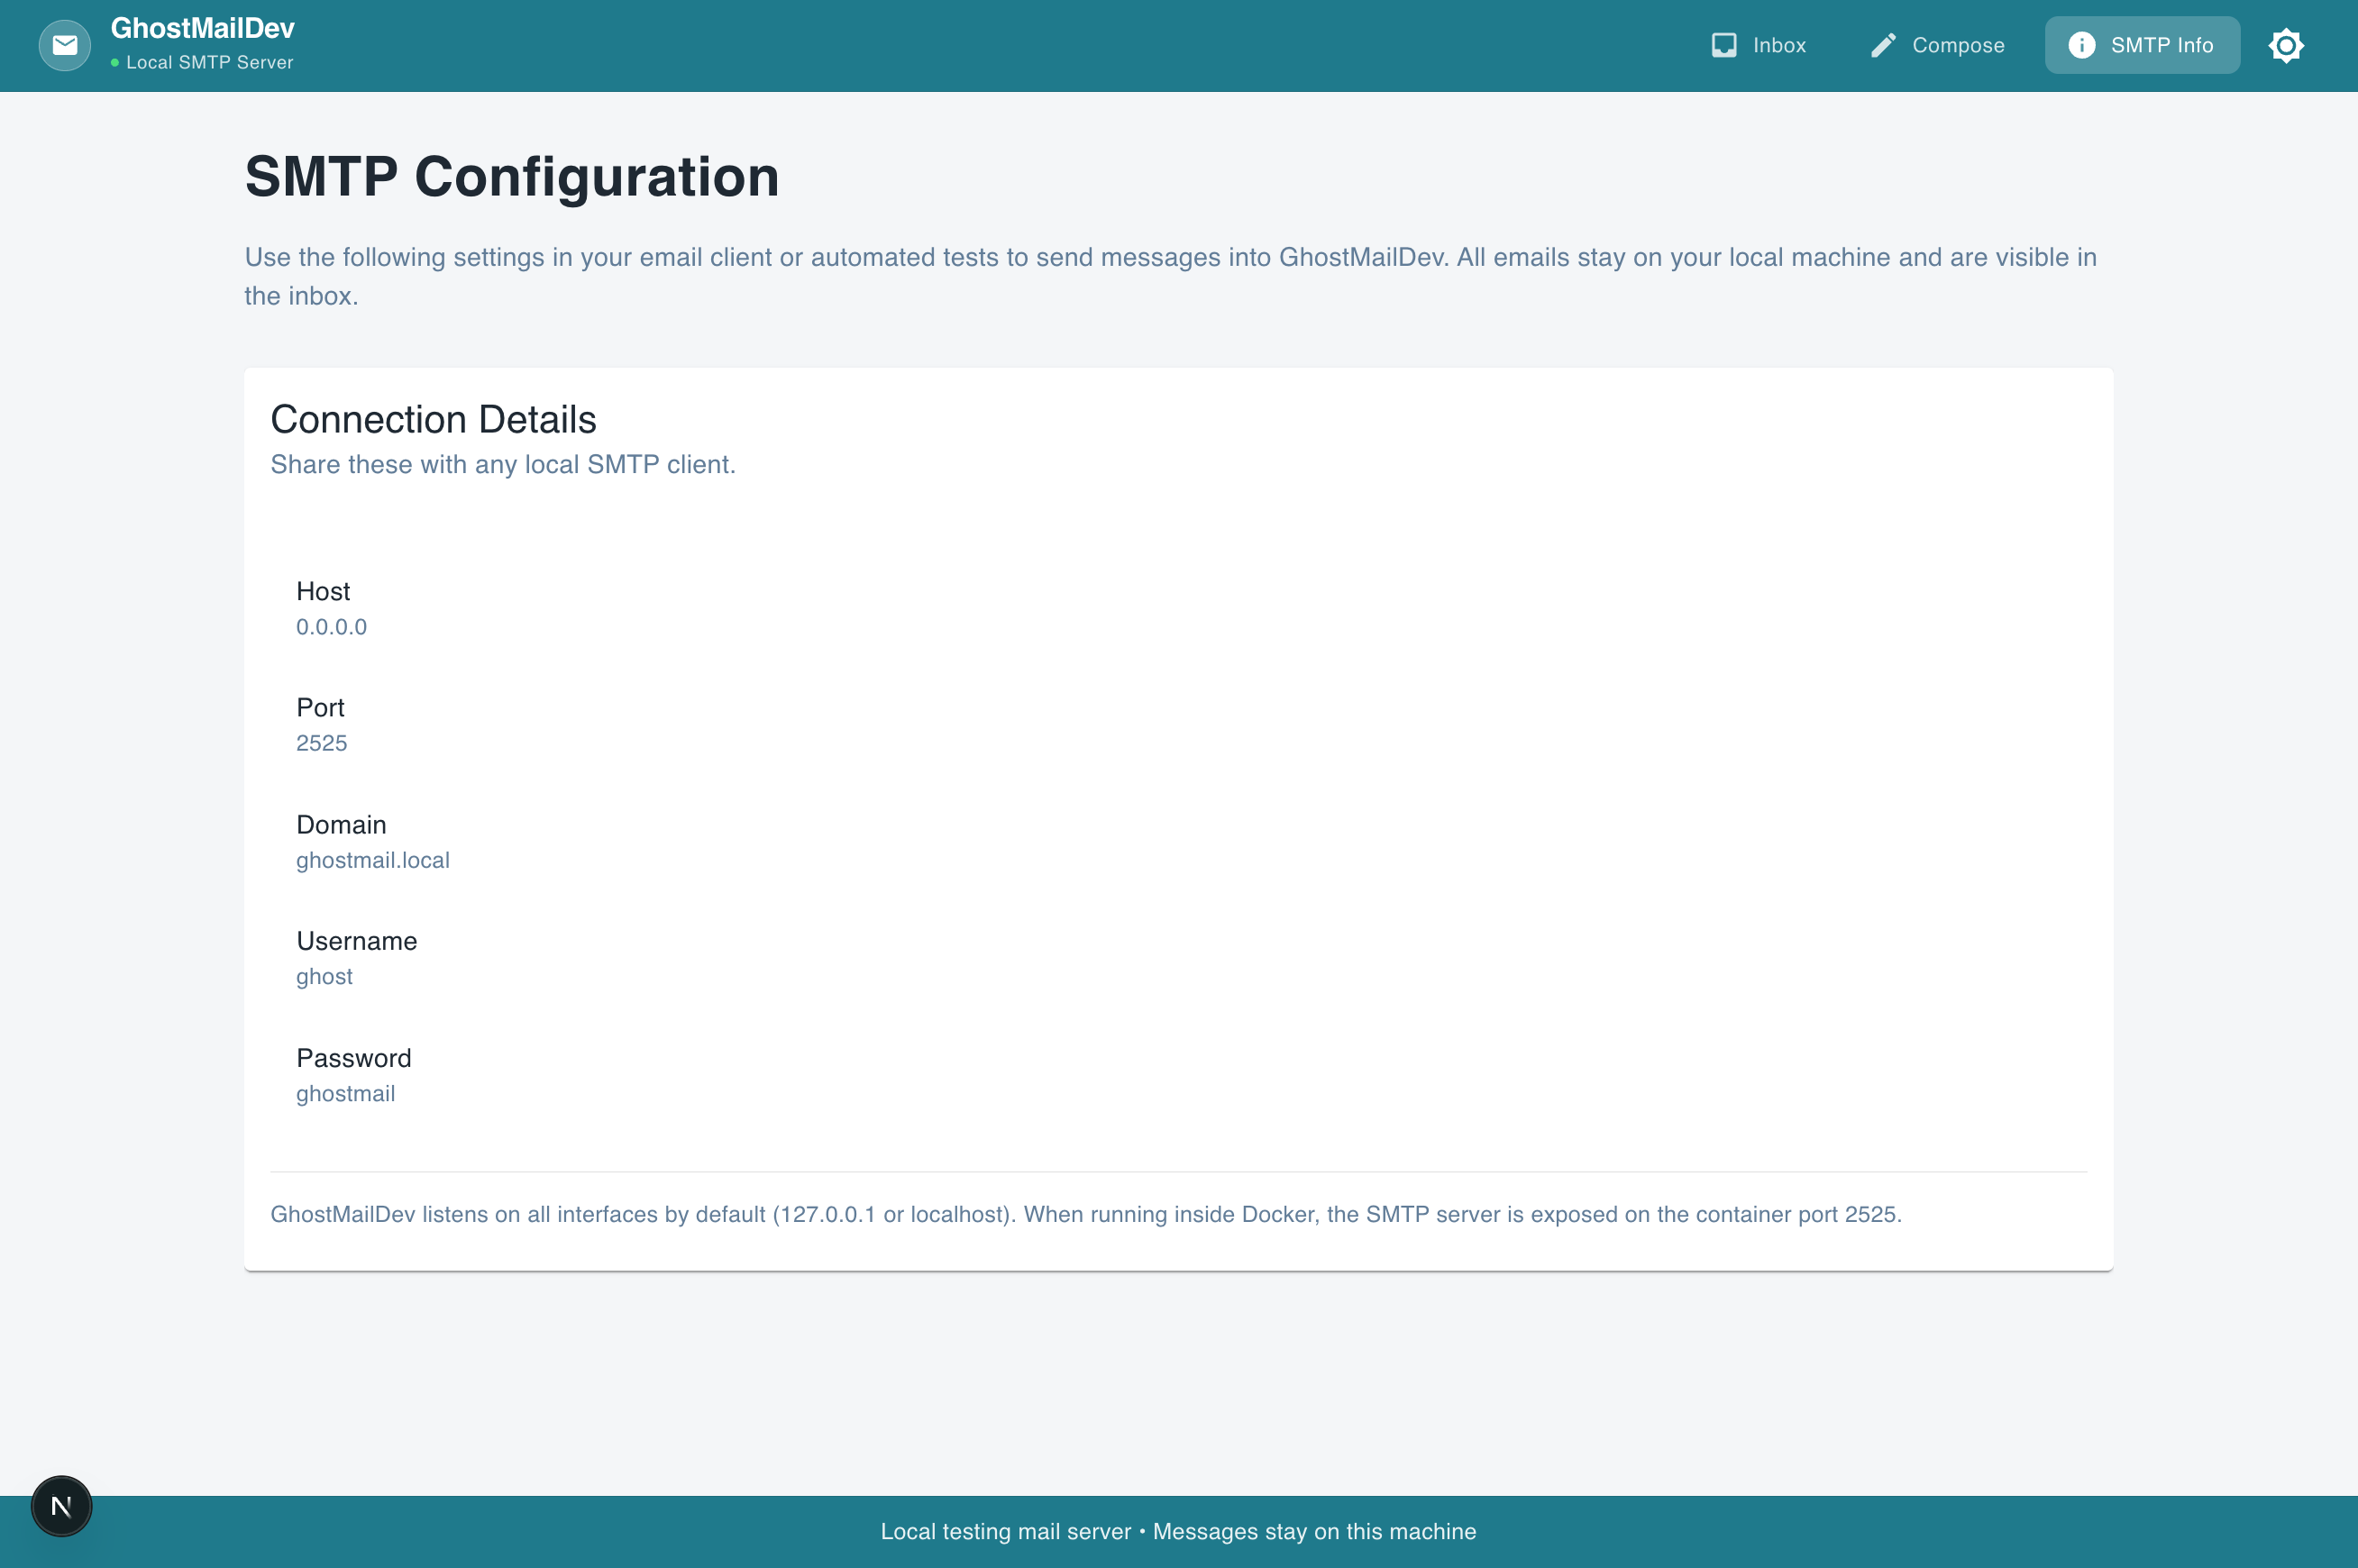 GhostMailDev
Local SMTP Server
Inbox
Compose
SMTP Info
SMTP Configuration
Use the following settings in your email client or automated tests to send messages into GhostMailDev. All emails stay on your local machine and are visible in
the inbox.
Connection Details
Share these with any local SMTP client.
Host
0.0.0.0
Port
2525
Domain
ghostmail.local
Username
ghost
Password
ghostmail
GhostMailDev listens on all interfaces by default (127.0.0.1 or localhost). When running inside Docker, the SMTP server is exposed on the container port 2525.
N
Local testing mail server • Messages stay on this machine